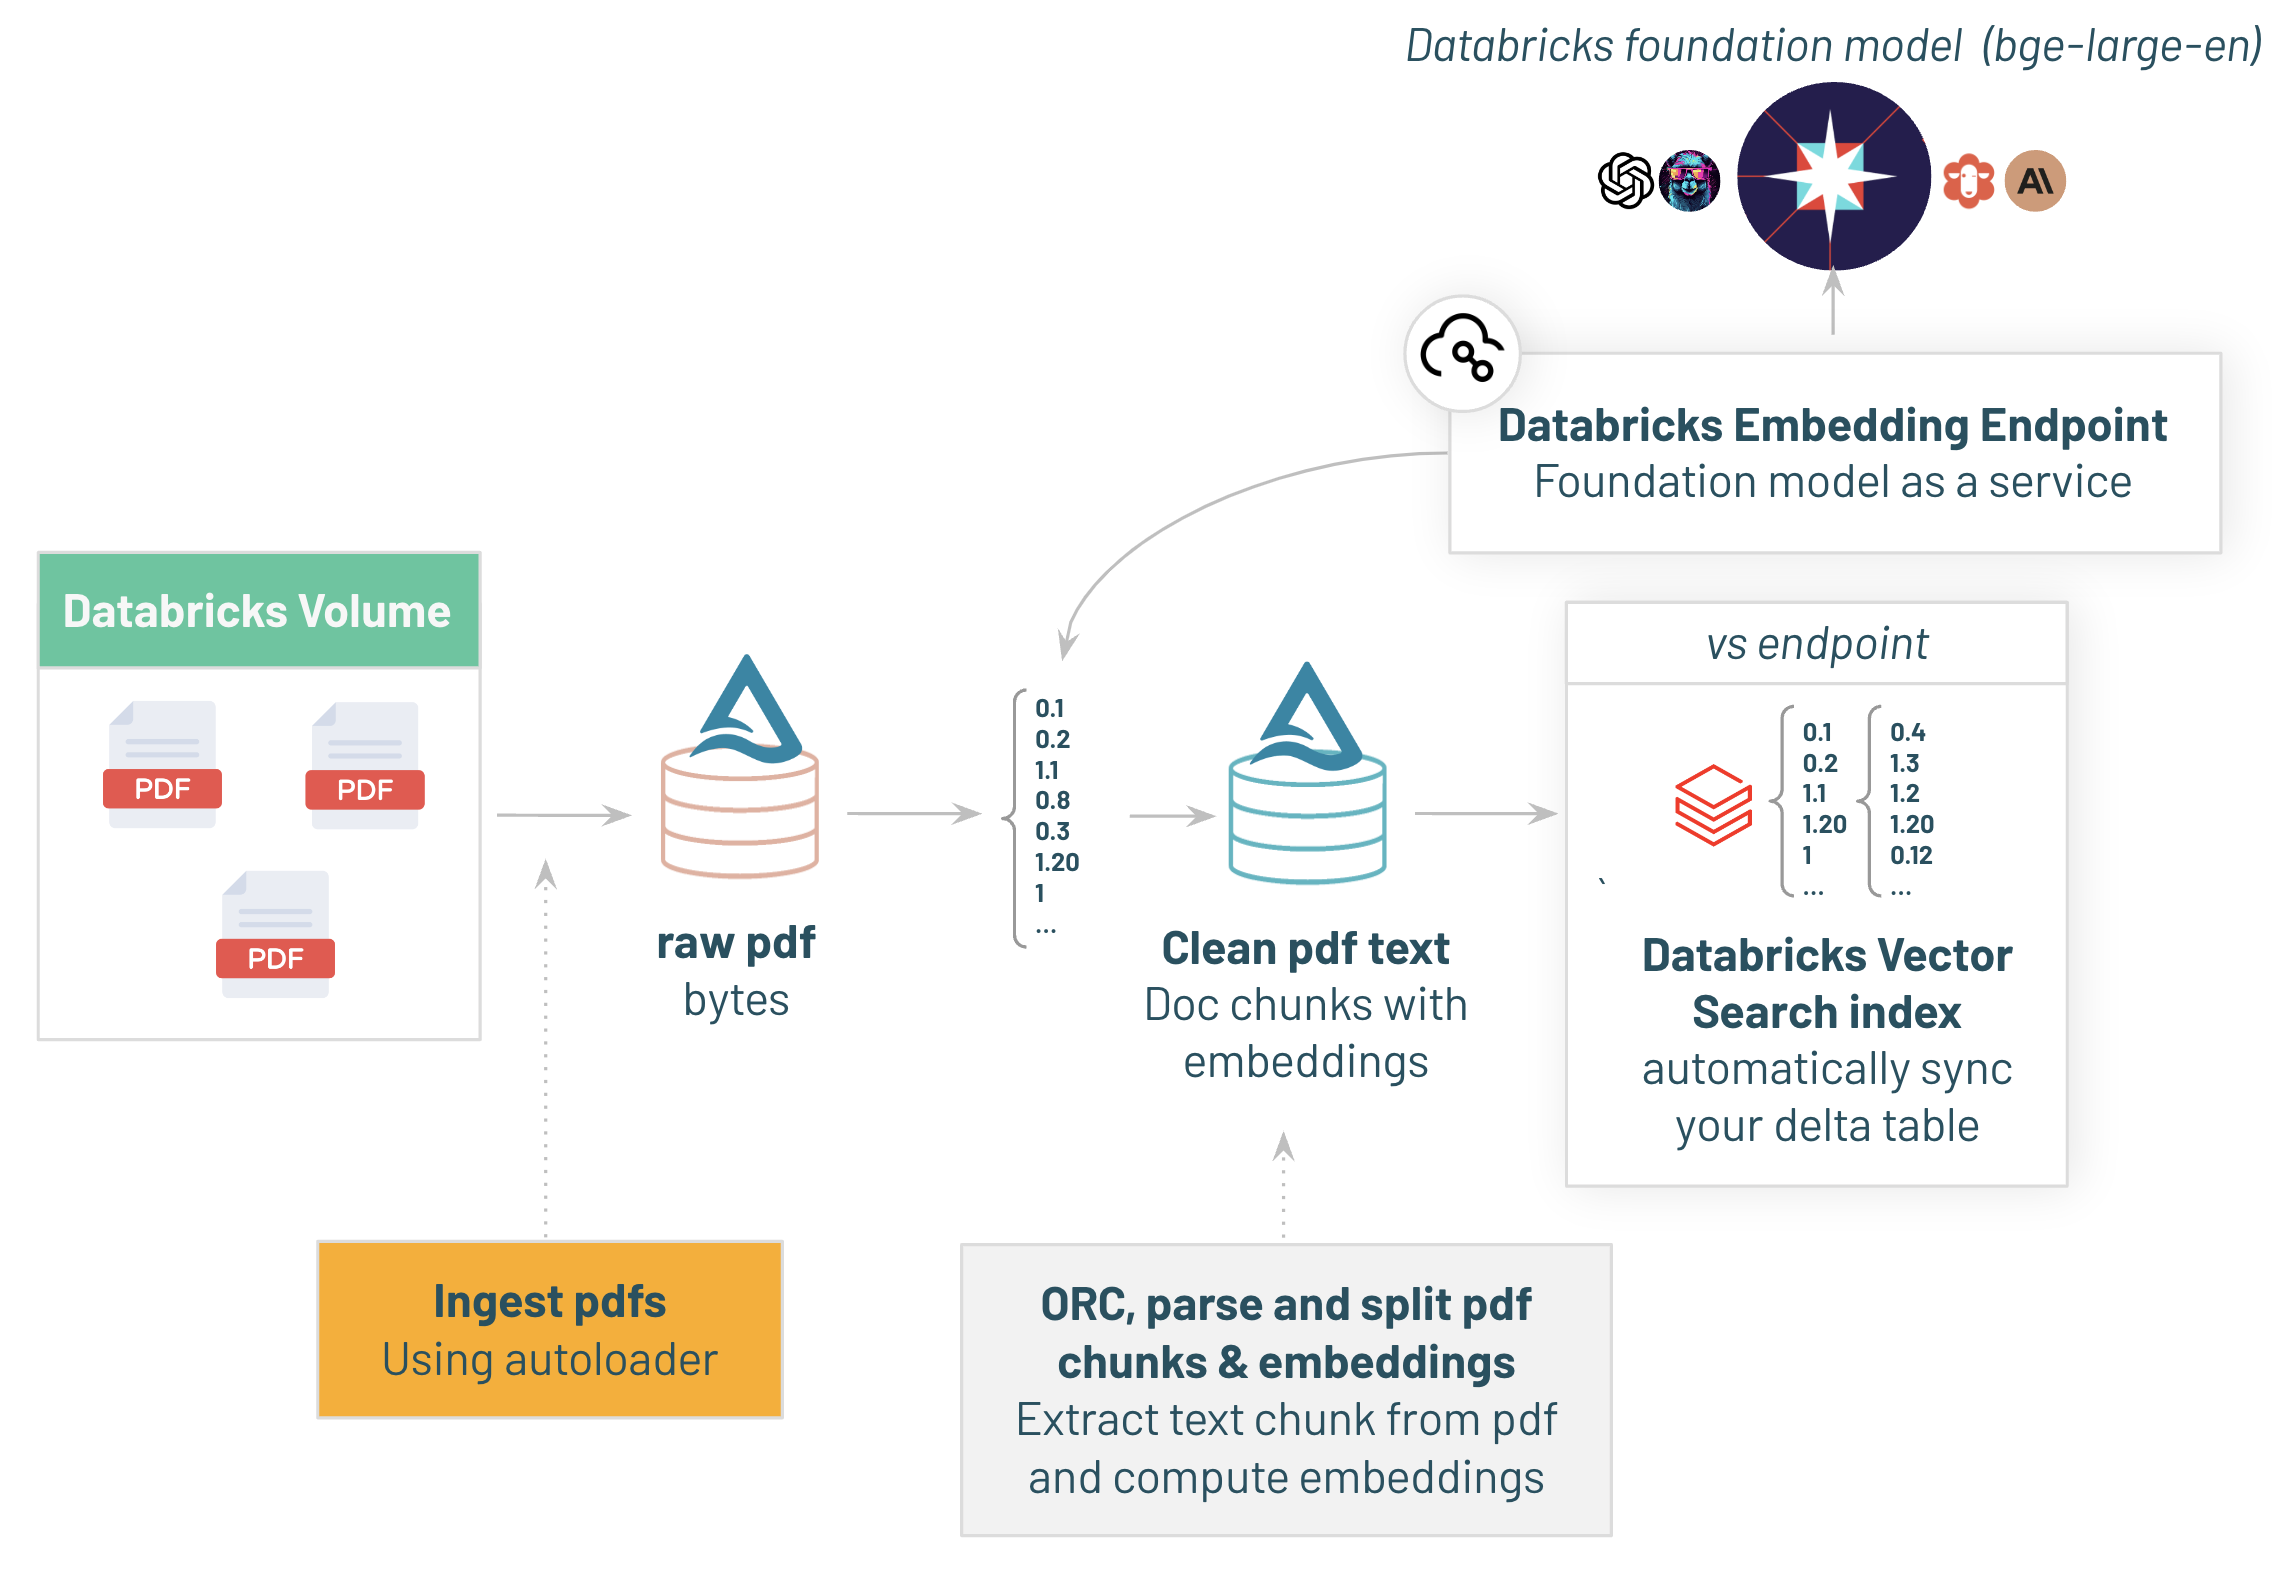 Databricks foundation model (bge-large-en)
A\
Databricks Embedding Endpoint
Foundation model as a service
Databricks Volume
PDF
PDF
PDF
raw pdf
bytes
0.1
0.2
1.1
0.8
0.3
1.20
1
...
Clean pdf text
Doc chunks with
embeddings
vs endpoint
0.1
0.2
1.1
1.20
1
...
0.4
1.3
1.2
1.20
0.12
...
`
Databricks Vector
Search index
automatically sync
your delta table
Ingest pdfs
Using autoloader
ORC, parse and split pdf
chunks & embeddings
Extract text chunk from pdf
and compute embeddings